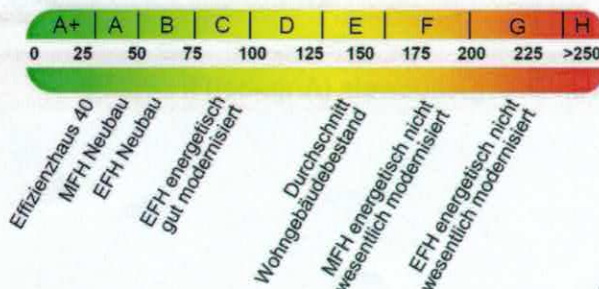 A+ A B C D E F G H
0 25 50 75 100 125 150 175 200 225 >250
Effizienzhaus 40
MFH Neubau
EFH Neubau
EFH energetisch
gut modernisiert
Durchschnitt
Wohngebäudebestand
MFH energetisch nicht
wesentlich modernisiert
EFH energetisch nicht
wesentlich modernisiert